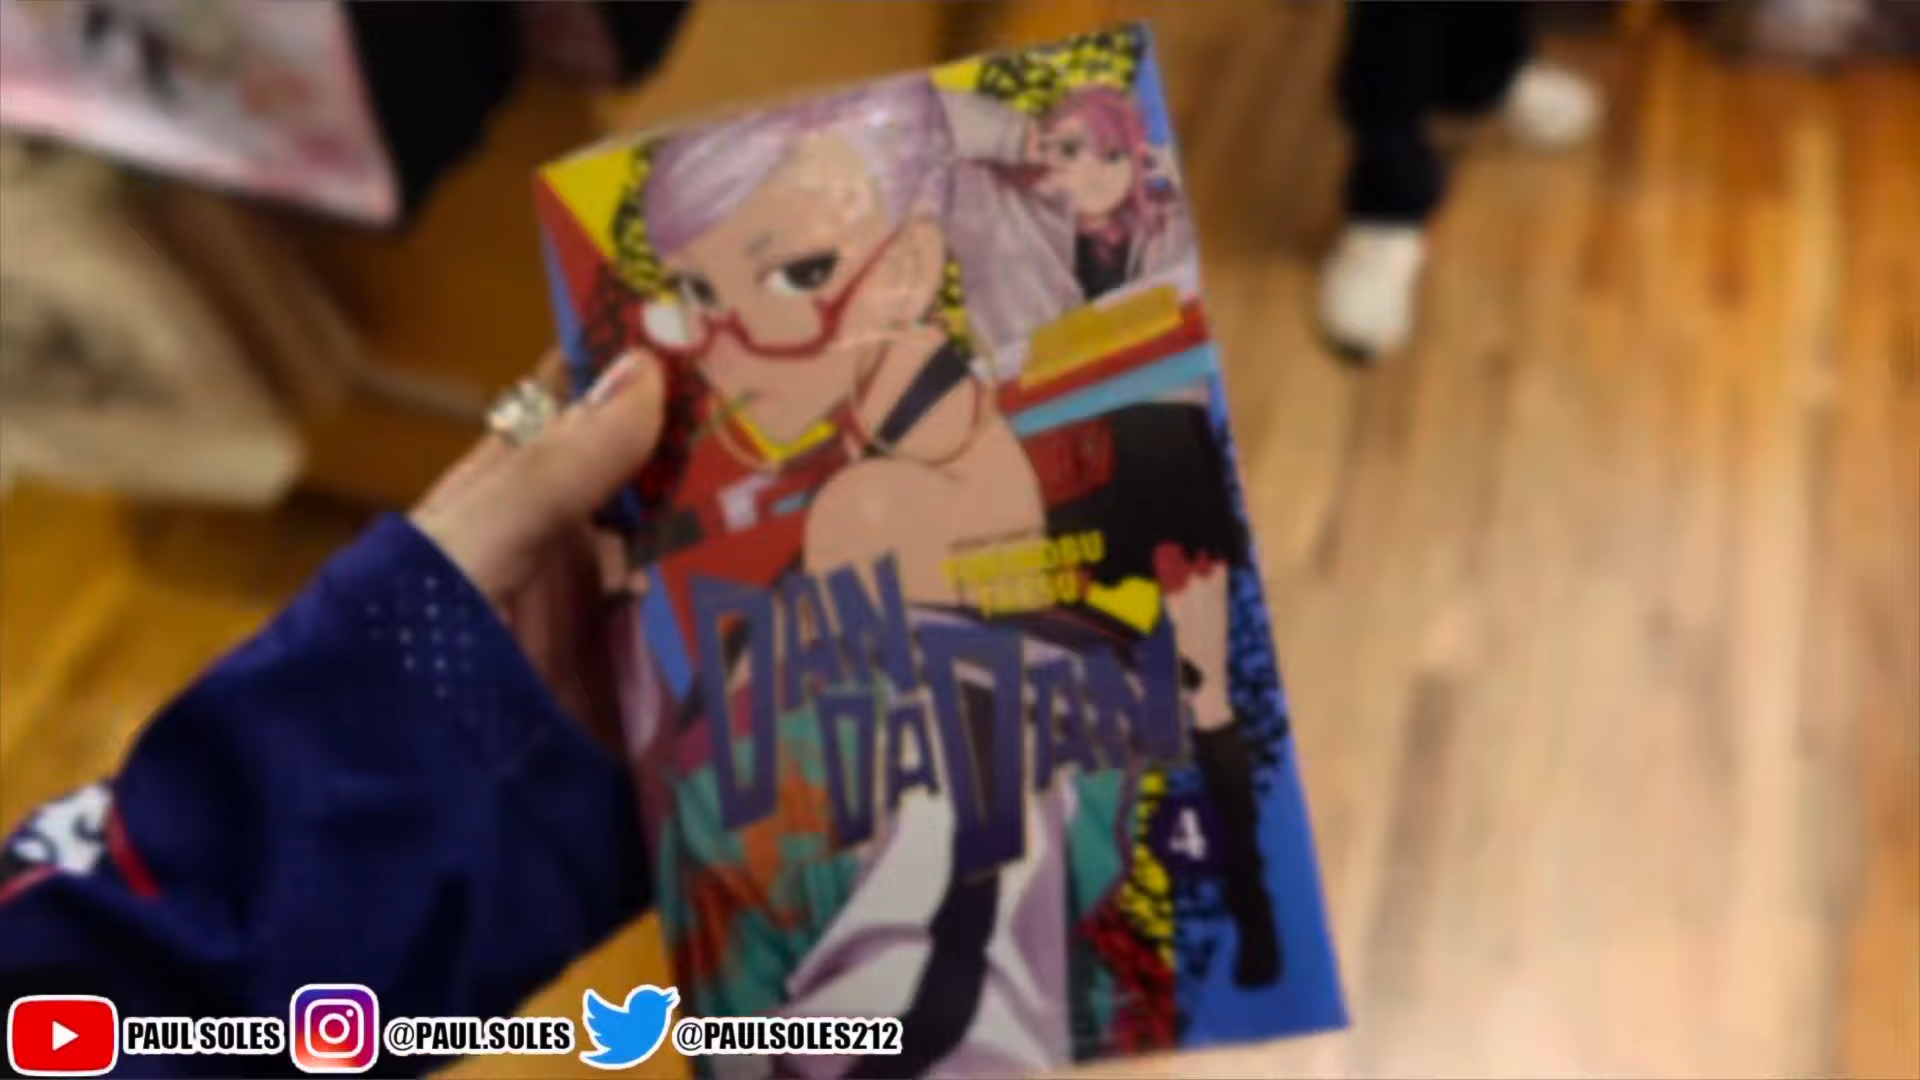 DAN
DA
DAN
4
PAUL SOLES @PAUL.SOLES @PAULSOLES212